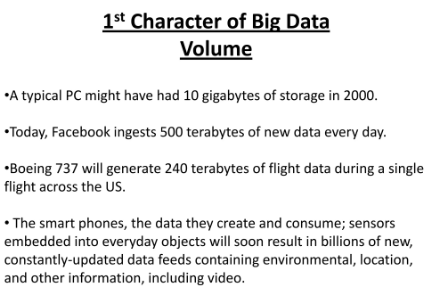 1st Character of Big Data
Volume
•A typical PC might have had 10 gigabytes of storage in 2000.
•Today, Facebook ingests 500 terabytes of new data every day.
•Boeing 737 will generate 240 terabytes of flight data during a single
flight across the US.
• The smart phones, the data they create and consume; sensors
embedded into everyday objects will soon result in billions of new,
constantly-updated data feeds containing environmental, location,
and other information, including video.